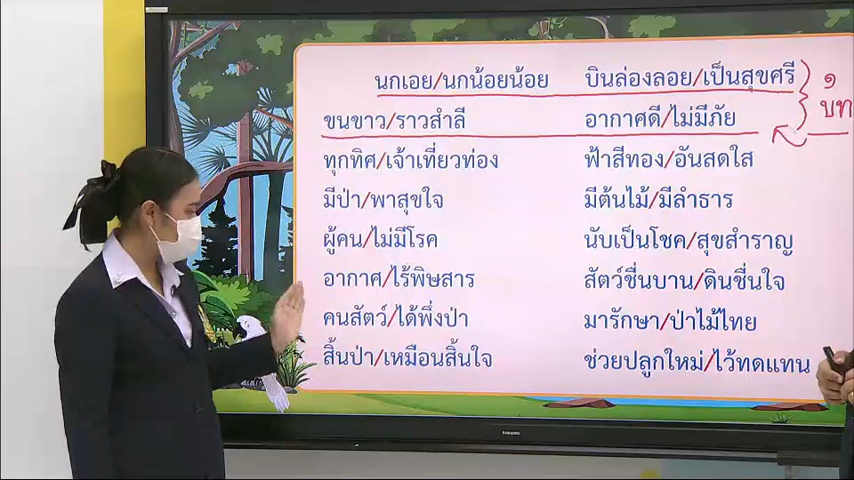 นกเอย/นกน้อยน้อย บินล่องลอย/เป็นสุขศรี
ขนขาว/ราวสำลี อากาศดี/ไม่มีภัย
๑
บท
ทุกทิศ/เจ้าเที่ยวท่อง ฟ้าสีทอง/อันสดใส
มีป่า/พาสุขใจ มีต้นไม้/มีลำธาร
ผู้คน/ไม่มีโรค นับเป็นโชค/สุขสำราญ
อากาศ/ไร้พิษสาร สัตว์ชื่นบาน/ดินชื่นใจ
คนสัตว์/ได้พึ่งป่า มารักษา/ป่าไม้ไทย
สิ้นป่า/เหมือนสิ้นใจ ช่วยปลูกใหม่/ไว้ทดแทน
SAMSUNG